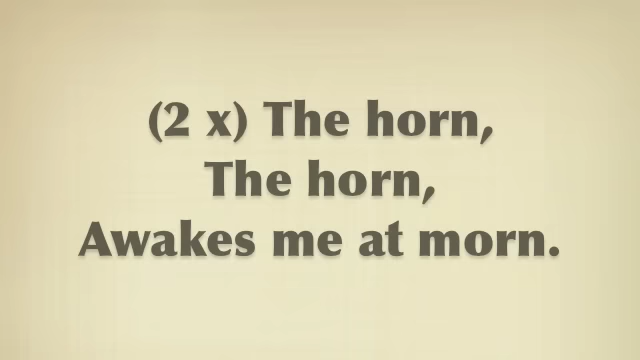 (2 x) The horn,
The horn,
Awakes me at morn.